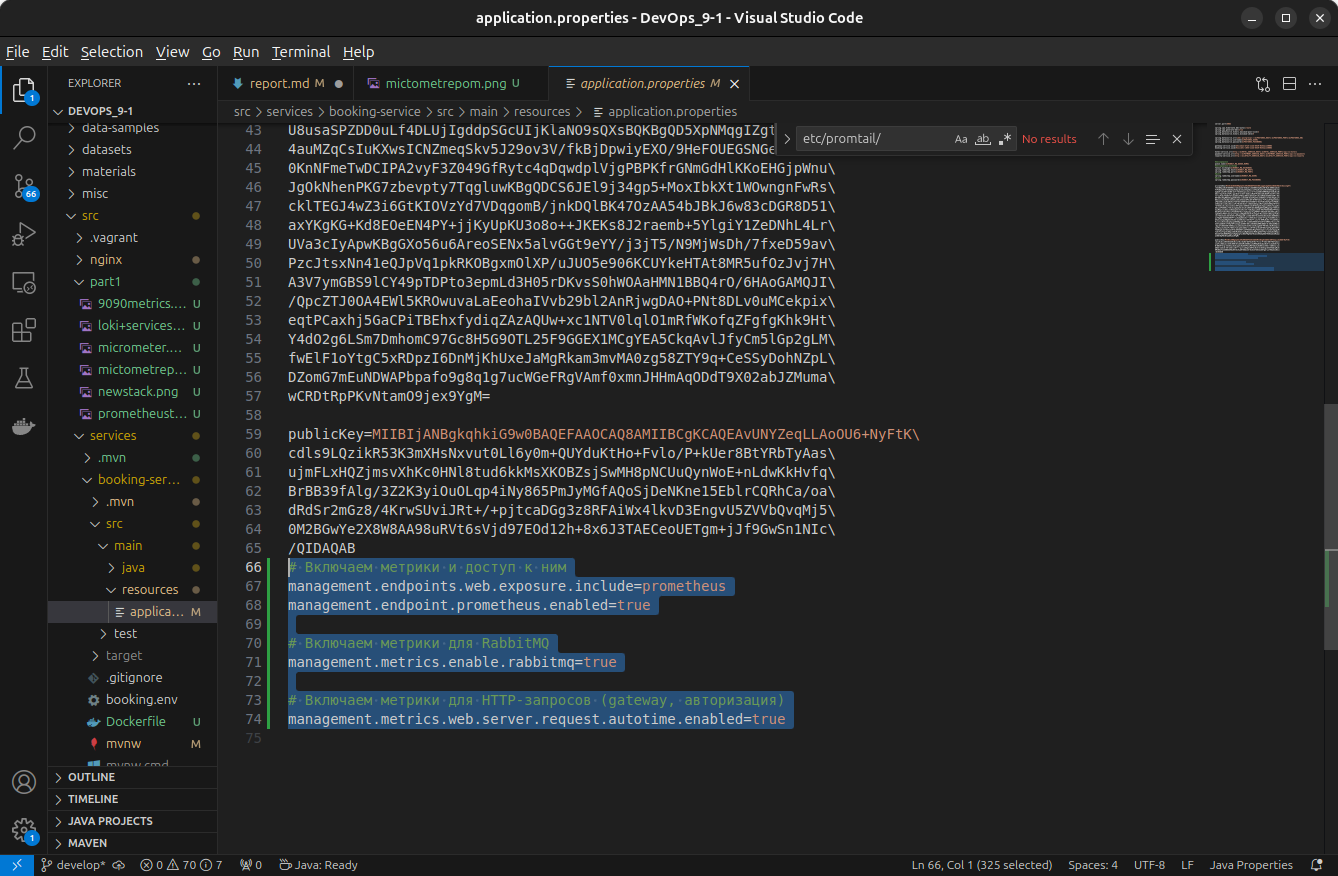 application.properties - DevOps_9-1 - Visual Studio Code
File Edit Selection View Go Run Terminal Help
EXPLORER
report.md M
mictometrepom.png U
application.properties M
DEVOPS_9-1
src > services > booking-service > src > main > resources > application.properties
etc/promtail/
Aa ab .*
No results
data-samples
datasets
materials
misc
src
.vagrant
nginx
part1
9090metrics.... U
loki+services... U
micrometer.... U
mictometrep... U
newstack.png U
prometheust... U
services
.mvn
booking-ser...
.mvn
src
main
java
resources
applica... M
test
target
.gitignore
booking.env
Dockerfile U
mvnw M
mvnw.cmd
OUTLINE
TIMELINE
JAVA PROJECTS
MAVEN
43
44
45 0KnNFmeTwDCIPA2vyF3Z049GfRytc4qDqwdplVjgPBPKfrGNmGdHlKKoEHGjpWnu\
46 JgOkNhenPKG7zbevpty7TqgluwKBgQDCS6JEl9j34gp5+MoxIbkXt1WOwngnFwRs\
47 cklTEGJ4wZ3i6GtKIOVzYd7VDqgomB/jnkDQlBK47OzAA54bJBkJ6w83cDGR8D51\
48 axYKgKG+Kd8EOeEN4PY+jjKyUpKU3o8o++JKEKs8J2raemb+5YlgiY1ZeDNhL4Lr\
49 UVa3cIyApwKBgGXo56u6AreoSENx5alvGGt9eYY/j3jT5/N9MjWsDh/7fxeD59av\
50 PzcJtsxNn41eQJpVq1pkRKOBgxmOlXP/uJUO5e906KCUYkeHTAt8MR5ufOzJvj7H\
51 A3V7ymGBS9lCY49pTDPto3epmLd3H05rDKvsS0hWOAaHMN1BBQ4rO/6HAoGAMQJI\
52 /QpcZTJ0OA4EWl5KROwuvaLaEeohaIVvb29bl2AnRjwgDAO+PNt8DLv0uMCekpix\
53 eqtPCaxhj5GaCPiTBEhxfydiqZAzAQUw+xc1NTV0lqlO1mRfWKofqZFgfgKhk9Ht\
54 Y4dO2g6LSm7DmhomC97Gc8H5G9OTL25F9GGEX1MCgYEA5CkqAvlJfyCm5lGp2gLM\
55 fwElF1oYtgC5xRDpzI6DnMjKhUxeJaMgRkam3mvMA0zg58ZTY9q+CeSSyDohNZpL\
56 DZomG7mEuNDWAPbpafo9g8q1g7ucWGeFRgVAmf0xmnJHHmAqODdT9X02abJZMuma\
57 wCRDtRpPKvNtamO9jex9YgM=
58
59 publicKey=MIIBIjANBgkqhkiG9w0BAQEFAAOCAQ8AMIIBCgKCAQEAvUNYZeqLLAoOU6+NyFtK\
60 cdls9LQzikR53K3mXHsNxvut0Ll6y0m+QUYduKtHo+Fvlo/P+kUer8BtYRbTyAas\
61 ujmFLxHQZjmsvXhKc0HNl8tud6kkMsXKOBZsjSwMH8pNCUuQynWoE+nLdwKkHvfq\
62 BrBB39fAlg/3Z2K3yiOuOLqp4iNy865PmJyMGfAQoSjDeNKne15EblrCQRhCa/oa\
63 dRdSr2mGz8/4KrwSUviJRt+/+pjtcaDGg3z8RFAiWx4lkvD3EngvU5ZVVbQvqMj5\
64 0M2BGwYe2X8W8AA98uRVt6sVjd97EOd12h+8x6J3TAECeoUETgm+jJf9GwSn1NIc\
65 /QIDAQAB
66 # Включаем метрики и доступ к ним
67 management.endpoints.web.exposure.include=prometheus
68 management.endpoint.prometheus.enabled=true
69
70 # Включаем метрики для RabbitMQ
71 management.metrics.enable.rabbitmq=true
72
73 # Включаем метрики для HTTP-запросов (gateway, авторизация)
74 management.metrics.web.server.request.autotime.enabled=true
75
1
66
1
develop* 0 70 7 0 Java: Ready
Ln 66, Col 1 (325 selected) Spaces: 4 UTF-8 LF Java Properties